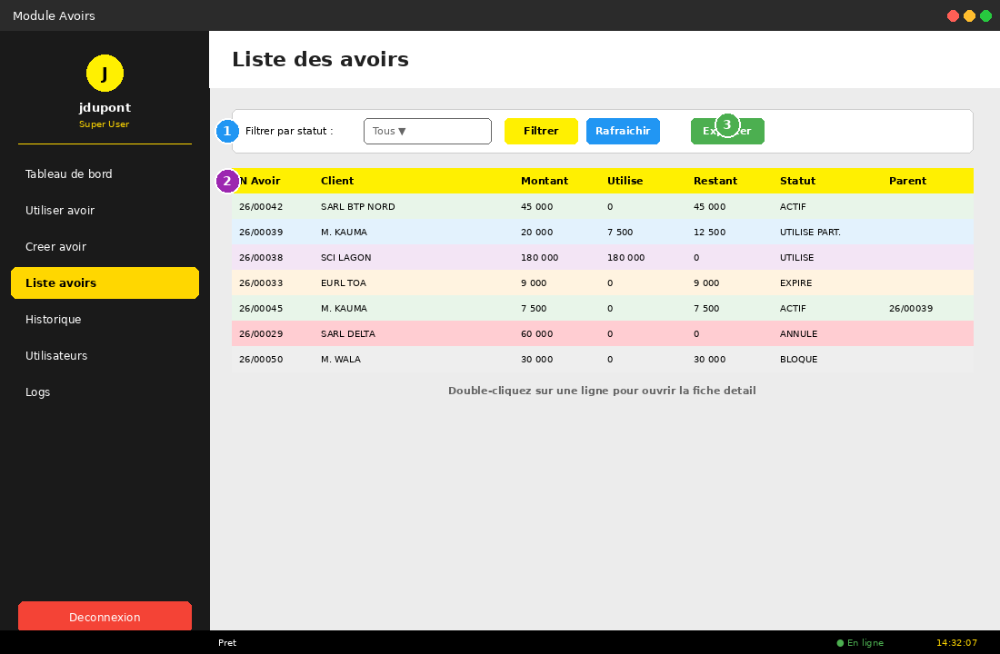 Module Avoirs
J
jdupont
Super User
Tableau de bord
Utiliser avoir
Creer avoir
Liste avoirs
Historique
Utilisateurs
Logs
Deconnexion
Liste des avoirs
1 Filtrer par statut : Tous ▼ Filtrer Rafraichir 3
2 N Avoir Client Montant Utilise Restant Statut Parent
26/00042 SARL BTP NORD 45 000 0 45 000 ACTIF
26/00039 M. KAUMA 20 000 7 500 12 500 UTILISE PART.
26/00038 SCI LAGON 180 000 180 000 0 UTILISE
26/00033 EURL TOA 9 000 0 9 000 EXPIRE
26/00045 M. KAUMA 7 500 0 7 500 ACTIF 26/00039
26/00029 SARL DELTA 60 000 0 0 ANNULE
26/00050 M. WALA 30 000 0 30 000 BLOQUE
Double-cliquez sur une ligne pour ouvrir la fiche detail
Pret ● En ligne 14:32:07